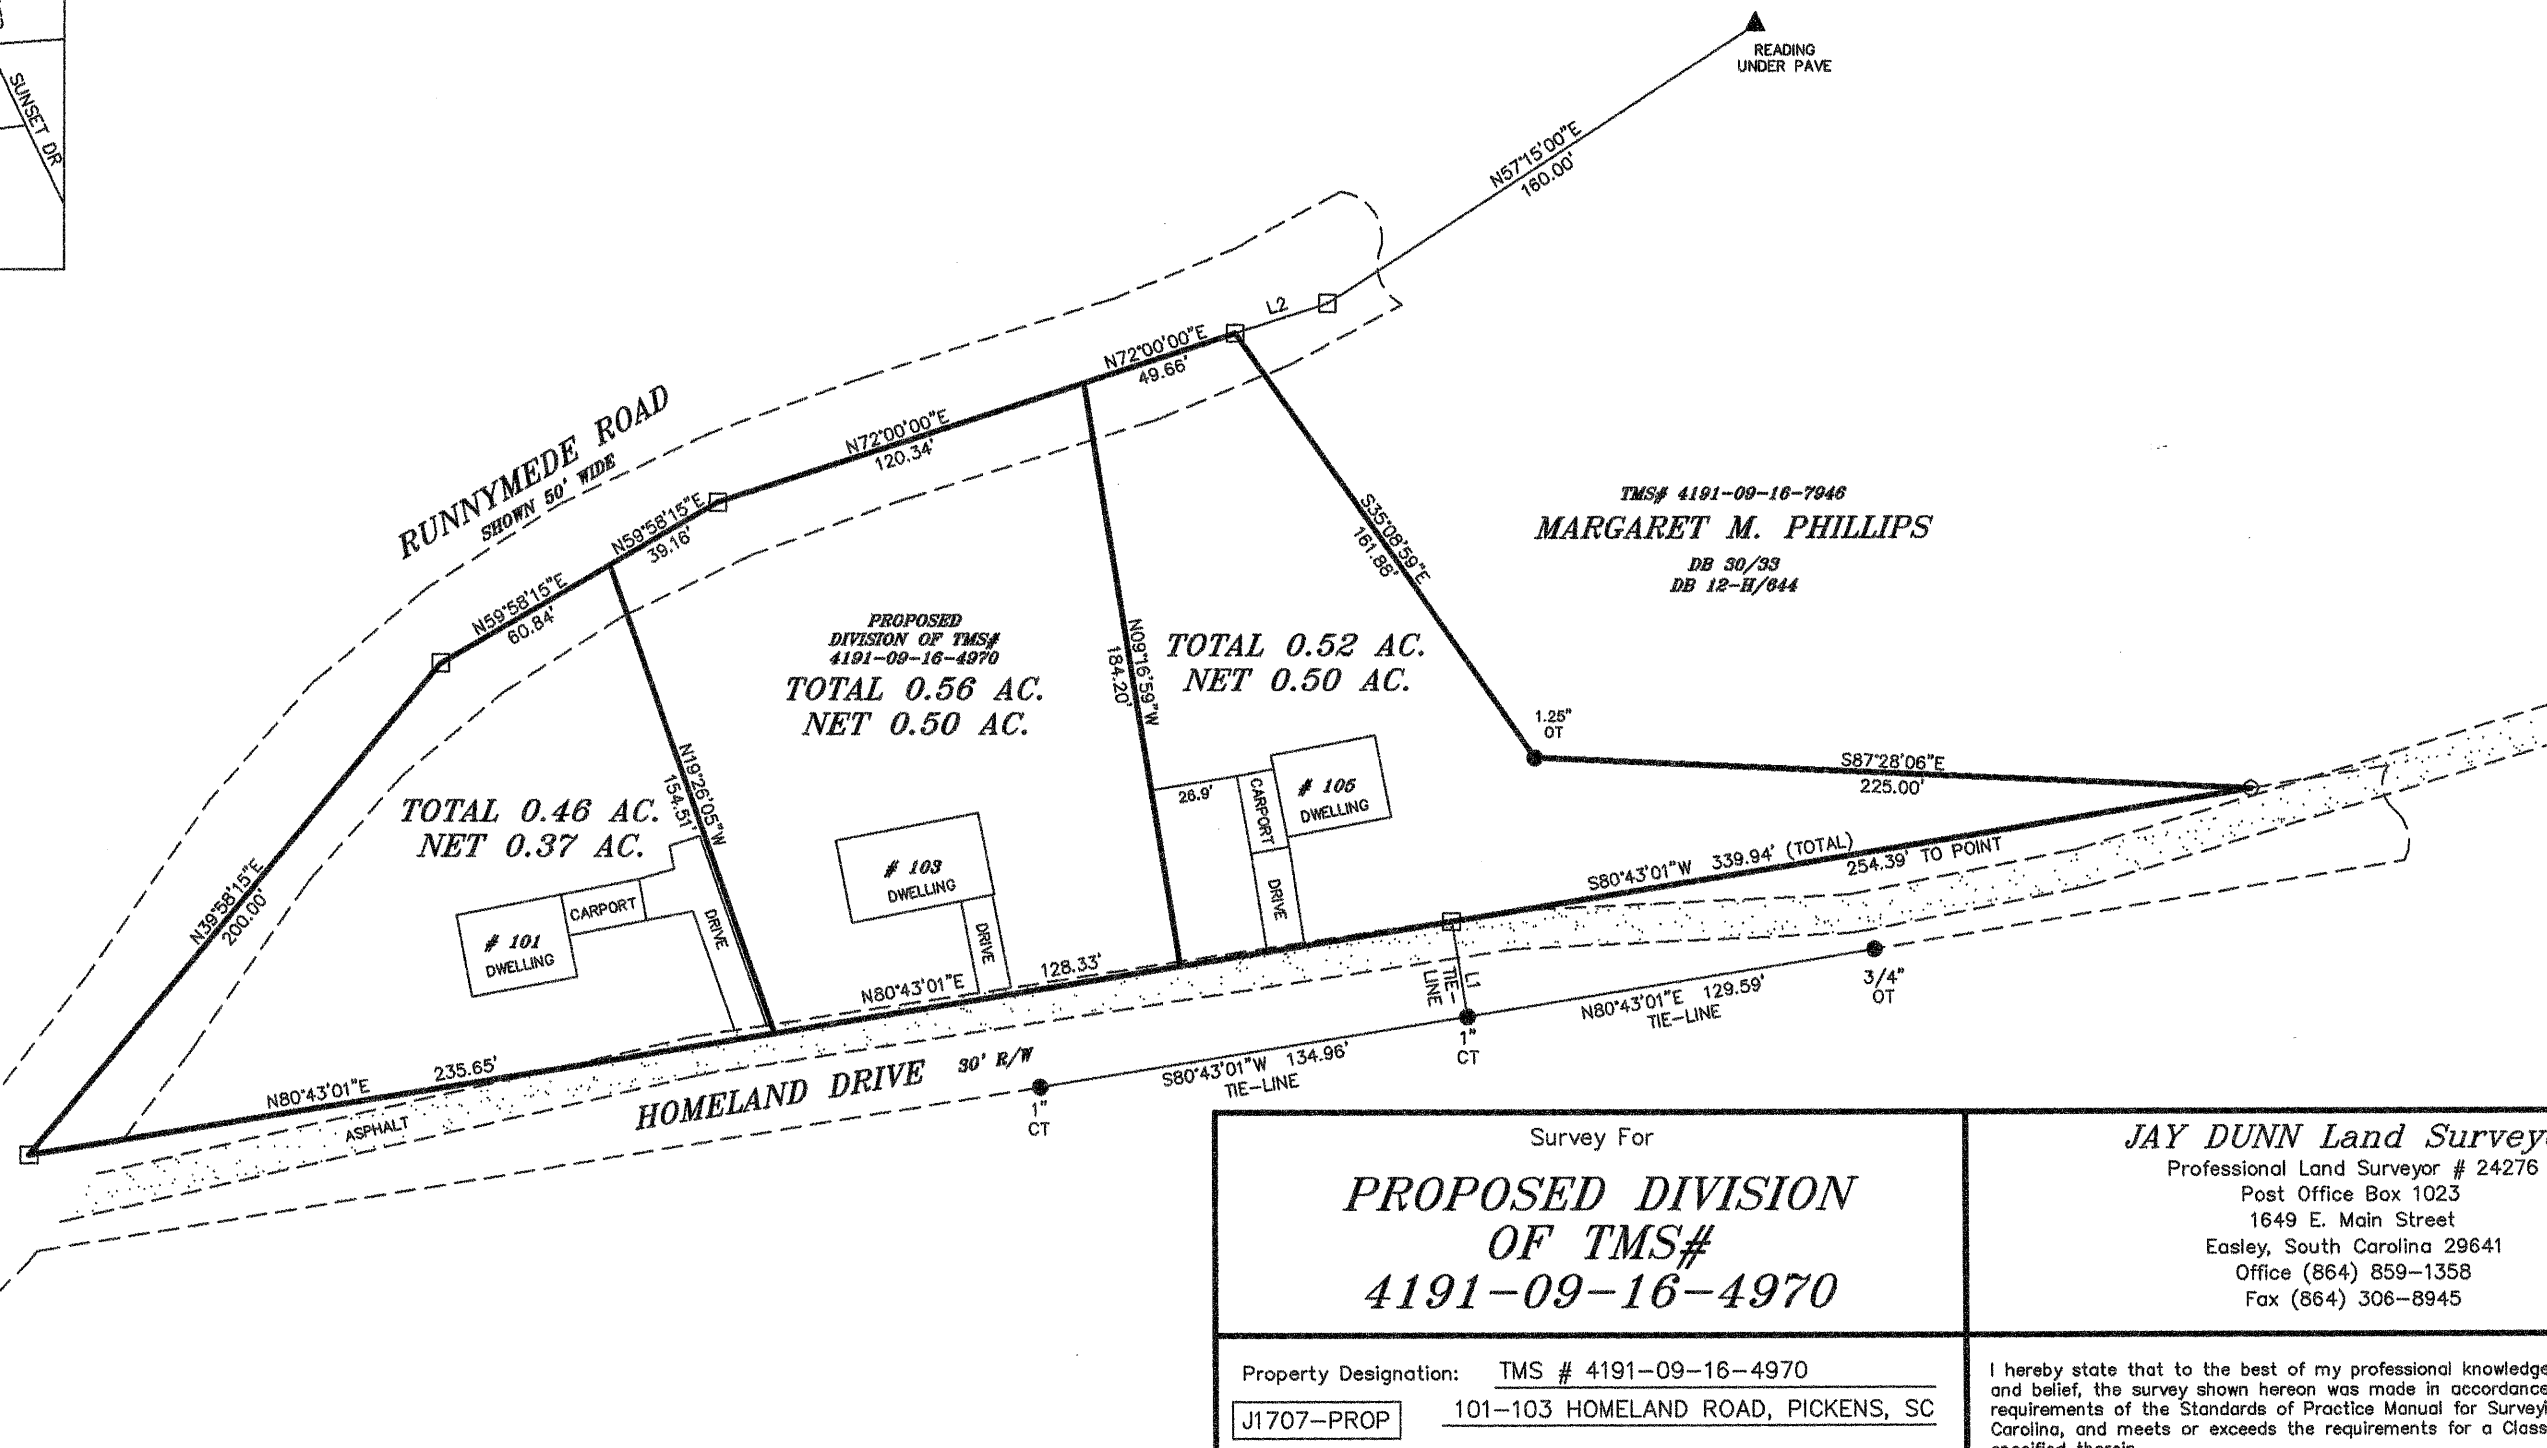 SUNSET DR
READING
UNDER PAVE
N57°15'00"E
160.00'
L2
N72°00'00"E
49.66'
N72°00'00"E
120.34'
RUNNYMEDE ROAD
SHOWN 50' WIDE
N59°58'15"E
39.16'
N59°58'15"E
60.84'
S35°08'59"E
161.88'
TMS# 4191-09-16-7946
MARGARET M. PHILLIPS
DB 30/33
DB 12-H/644
PROPOSED
DIVISION OF TMS#
4191-09-16-4970
TOTAL 0.56 AC.
NET 0.50 AC.
N09°16'59"W
184.20'
TOTAL 0.52 AC.
NET 0.50 AC.
1.25"
OT
S87°28'06"E
225.00'
N19°26'05"W
154.51'
TOTAL 0.46 AC.
NET 0.37 AC.
26.9'
CARPORT
# 105
DWELLING
DRIVE
# 103
DWELLING
DRIVE
N39°58'15"E
200.00'
CARPORT
# 101
DWELLING
DRIVE
S80°43'01"W 339.94' (TOTAL)
254.39' TO POINT
N80°43'01"E 128.33'
L1
TIE-
LINE
3/4"
OT
N80°43'01"E 129.59'
TIE-LINE
1"
CT
S80°43'01"W 134.96'
TIE-LINE
1"
CT
N80°43'01"E 235.65'
ASPHALT
HOMELAND DRIVE 30' R/W
Survey For
PROPOSED DIVISION
OF TMS#
4191-09-16-4970
JAY DUNN Land Survey
Professional Land Surveyor # 24276
Post Office Box 1023
1649 E. Main Street
Easley, South Carolina 29641
Office (864) 859-1358
Fax (864) 306-8945
Property Designation: TMS # 4191-09-16-4970
J1707-PROP 101-103 HOMELAND ROAD, PICKENS, SC
I hereby state that to the best of my professional knowledge
and belief, the survey shown hereon was made in accordance
requirements of the Standards of Practice Manual for Surveyi
Carolina, and meets or exceeds the requirements for a Class
specified therein